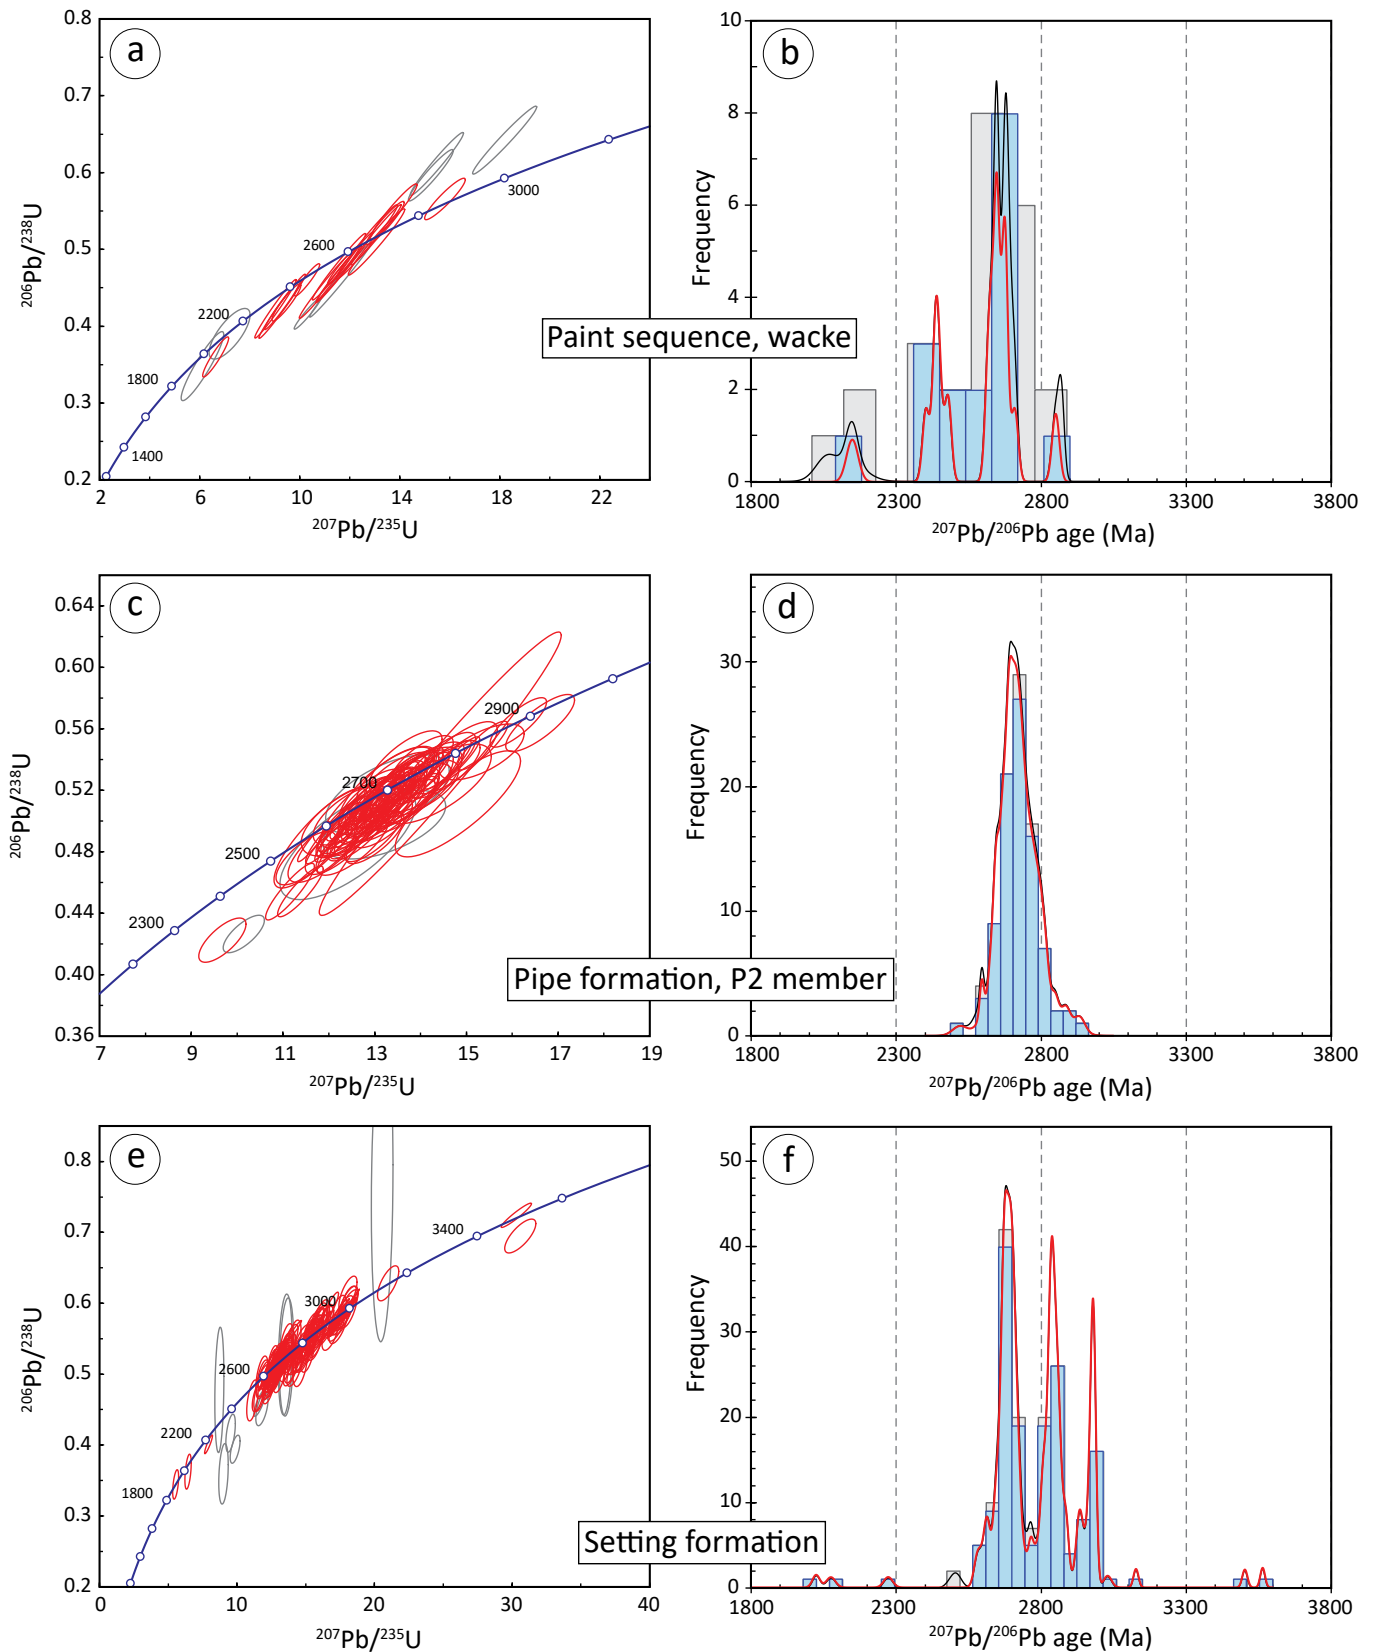 a
0.8
0.7
0.6
0.5
0.4
0.3
0.2
206Pb/238U
3000
2600
2200
1800
1400
2 6 10 14 18 22
207Pb/235U
b
10
8
6
4
2
0
Frequency
1800 2300 2800 3300 3800
207Pb/206Pb age (Ma)
Paint sequence, wacke
c
0.64
0.60
0.56
0.52
0.48
0.44
0.40
0.36
206Pb/238U
2900
2700
2500
2300
7 9 11 13 15 17 19
207Pb/235U
d
30
20
10
0
Frequency
1800 2300 2800 3300 3800
207Pb/206Pb age (Ma)
Pipe formation, P2 member
e
0.8
0.7
0.6
0.5
0.4
0.3
0.2
206Pb/238U
3400
3000
2600
2200
1800
0 10 20 30 40
207Pb/235U
f
50
40
30
20
10
0
Frequency
1800 2300 2800 3300 3800
207Pb/206Pb age (Ma)
Setting formation